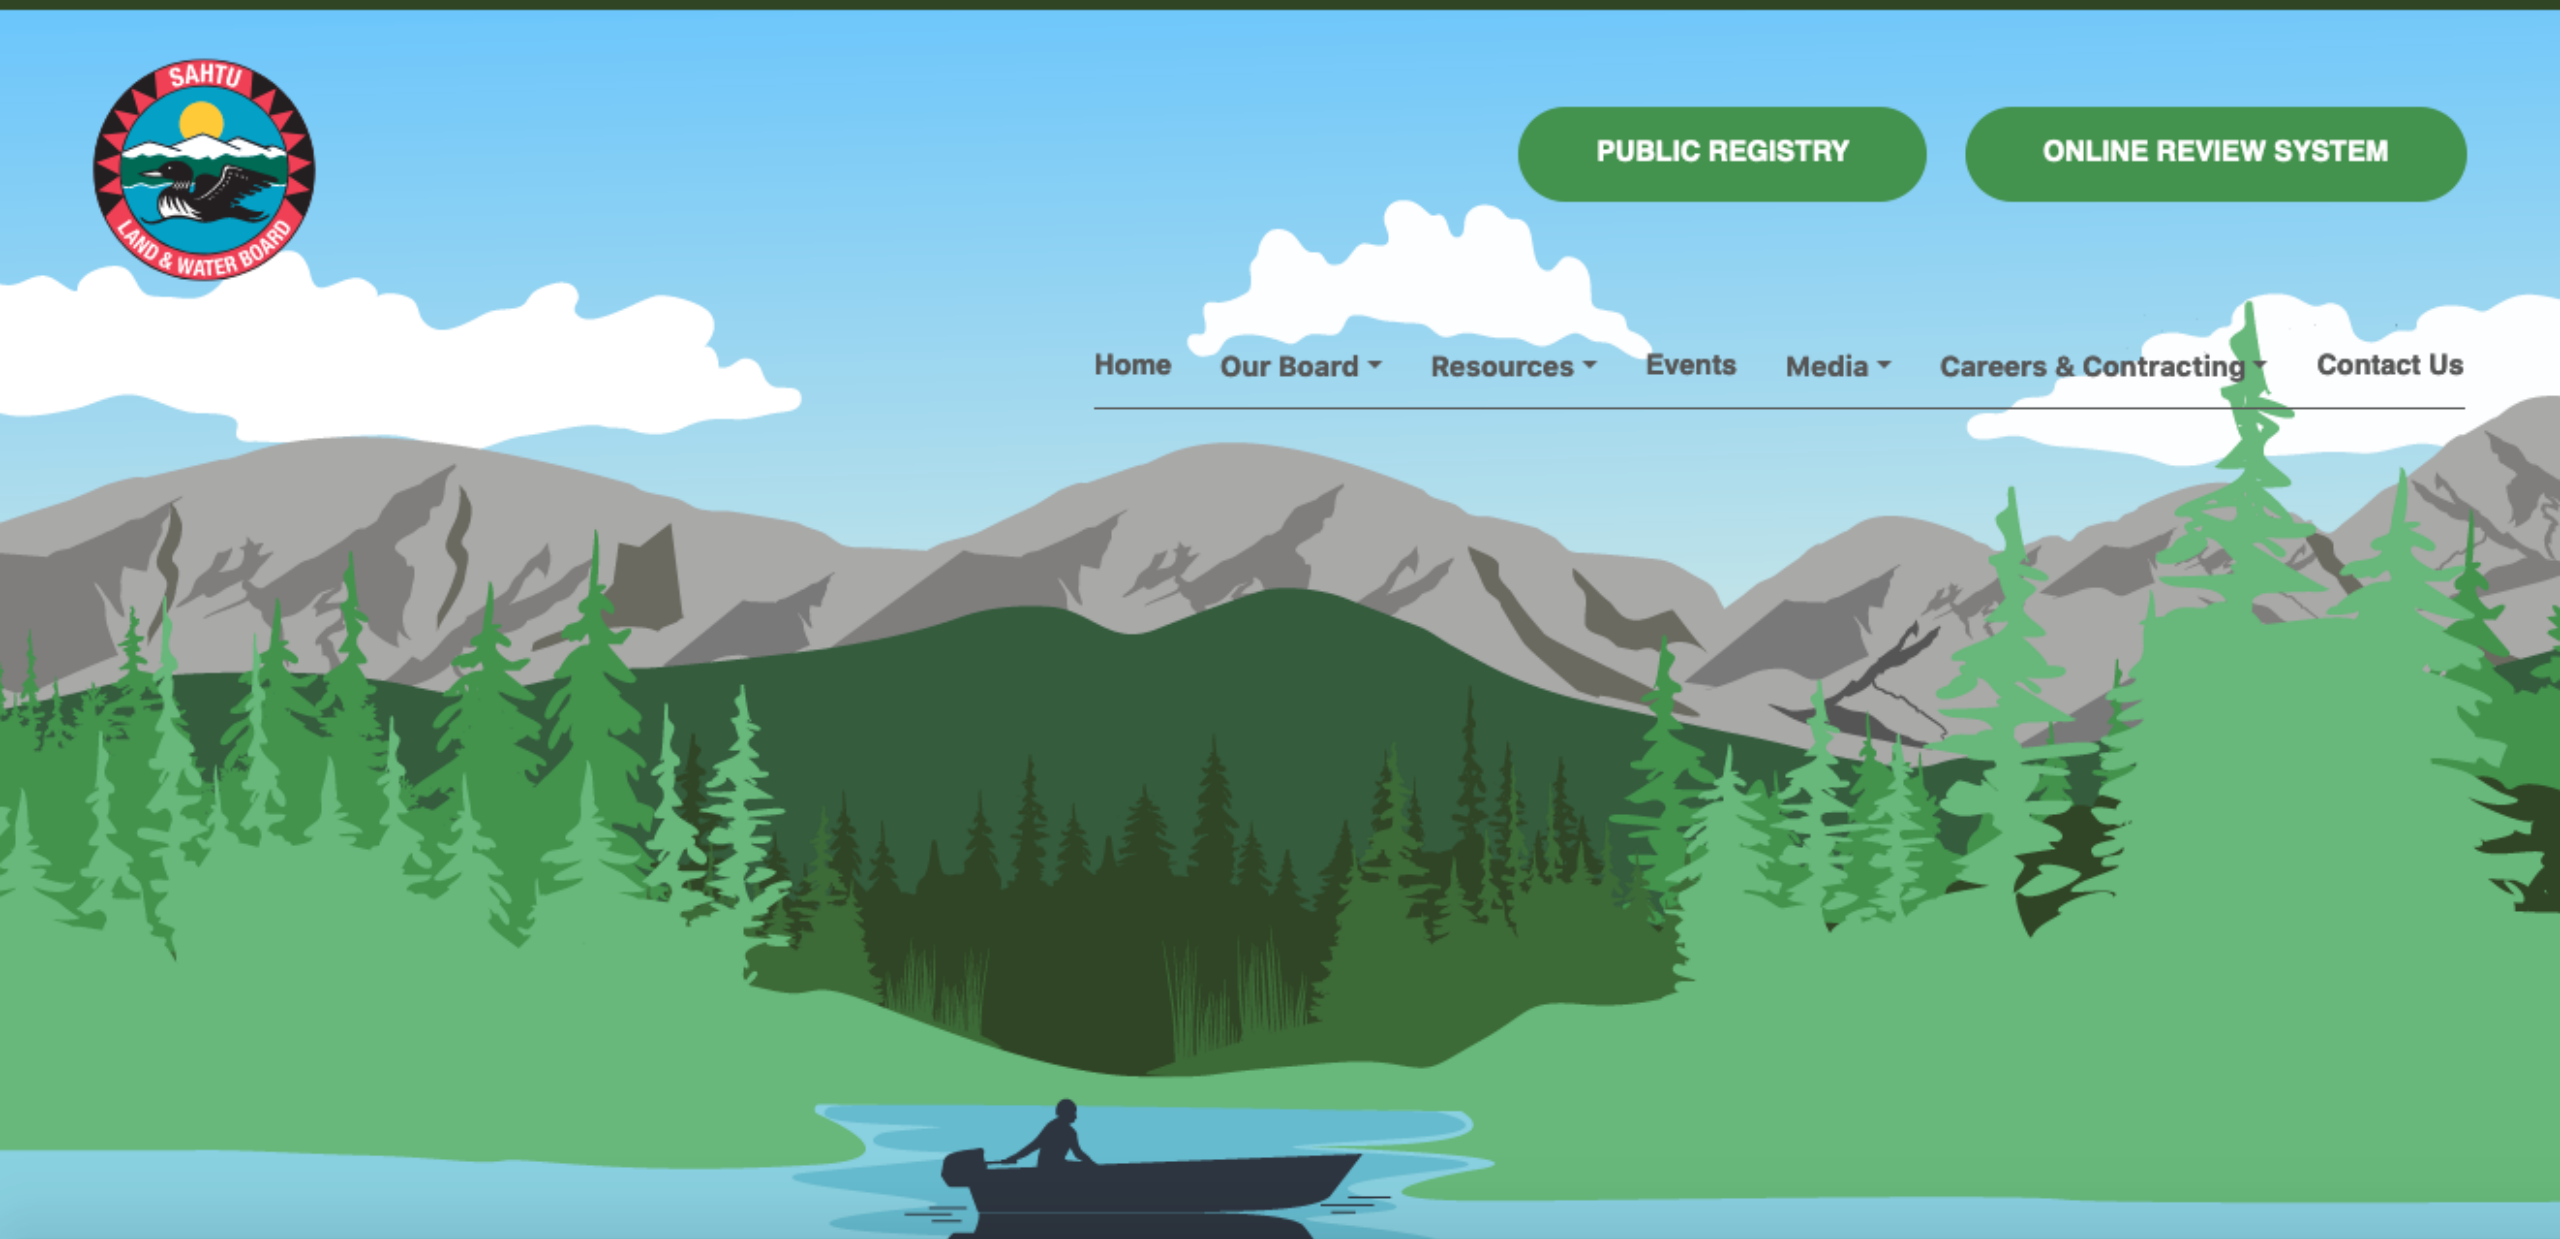 SAHTU
LAND & WATER BOARD
PUBLIC REGISTRY
ONLINE REVIEW SYSTEM
Home Our Board Resources Events Media Careers & Contracting Contact Us